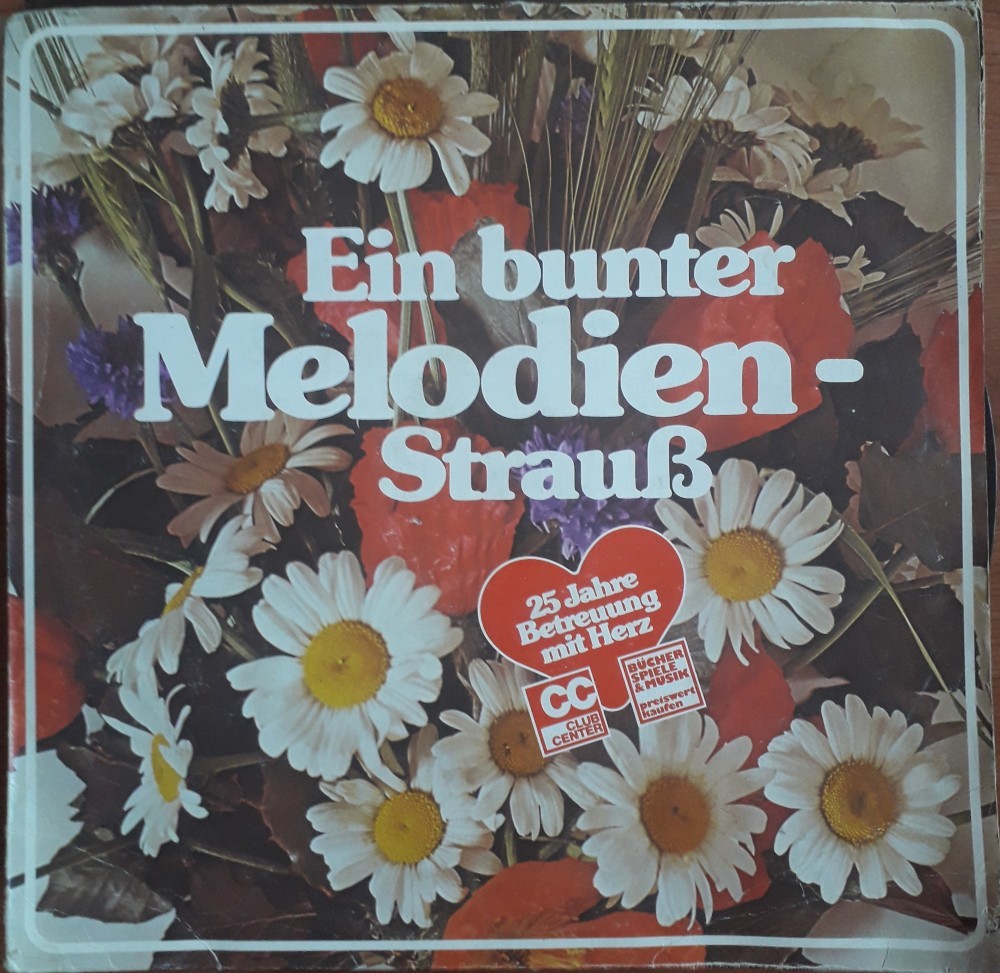 Ein bunter
Melodien-
Strauß
25 Jahre
Betreuung
mit Herz
CC
CLUB
CENTER
BÜCHER
SPIELE
& MUSIK
preiswert
kaufen